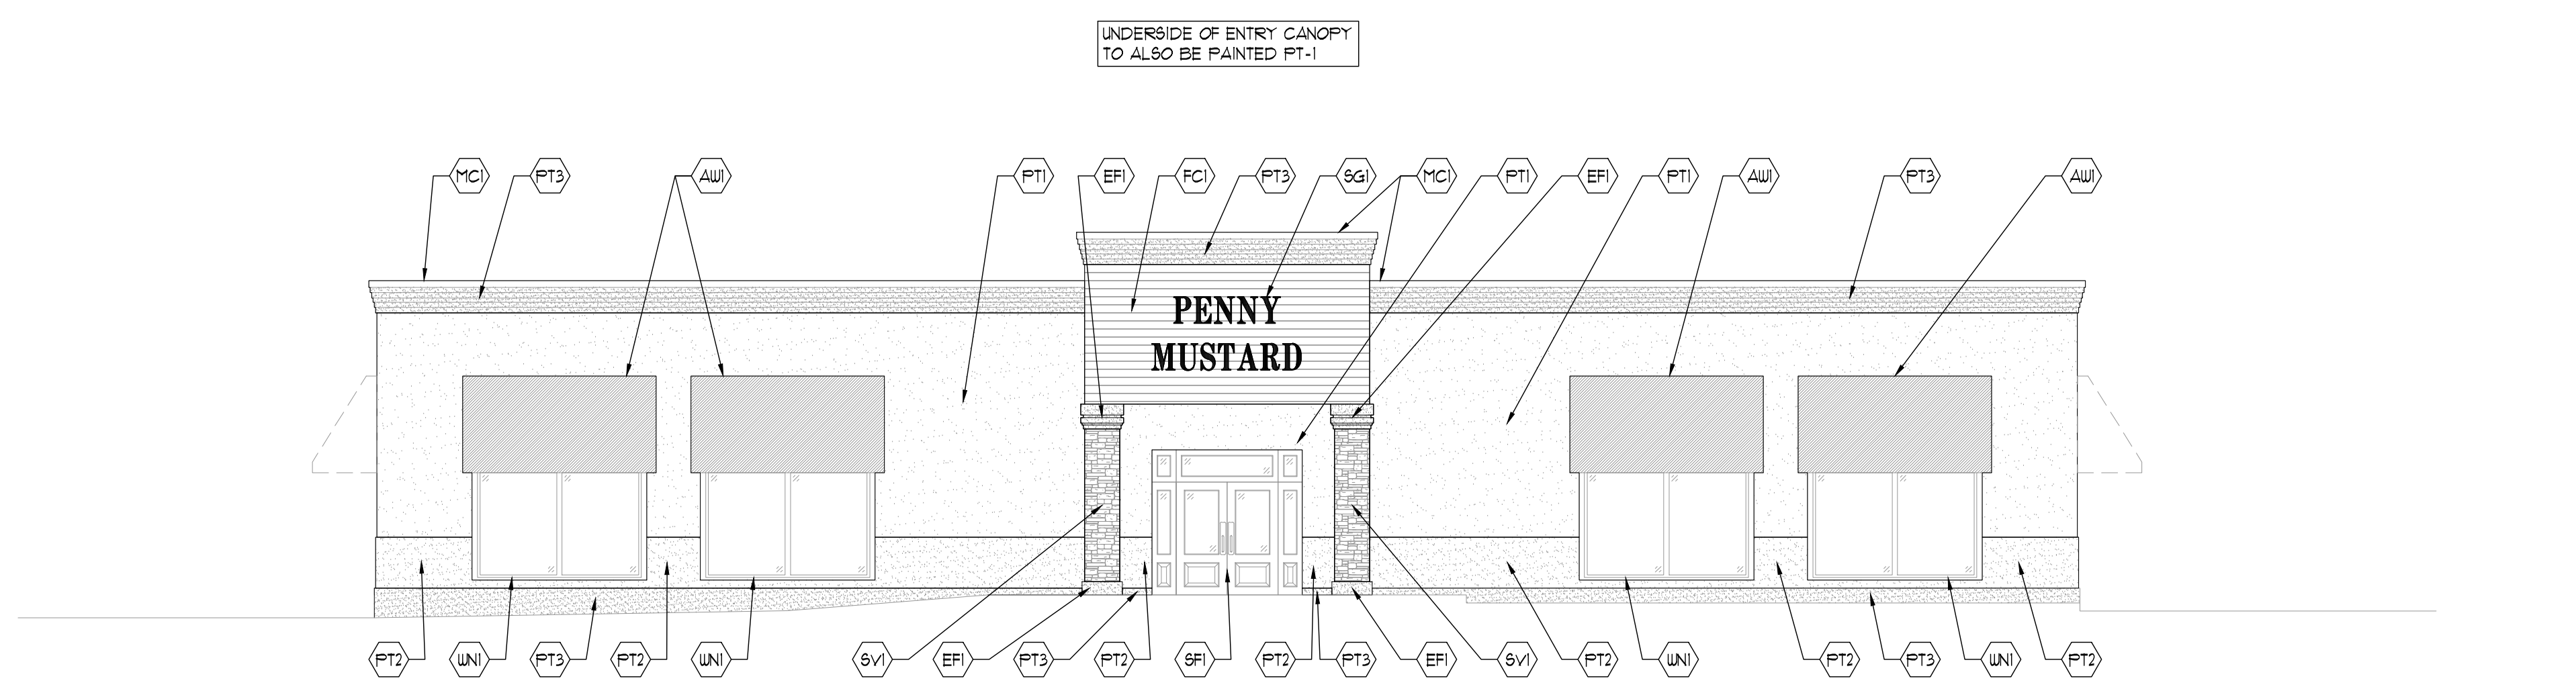 UNDERSIDE OF ENTRY CANOPY
TO ALSO BE PAINTED PT-1
MC1 PT3 AW1 PT1 EF1 FC1 PT3 SG1 MC1 PT1 EF1 PT1 AW1 PT3 AW1
PENNY
MUSTARD
PT2 WN1 PT3 PT2 WN1 SV1 EF1 PT3 PT2 SF1 PT2 PT3 EF1 SV1 PT2 WN1 PT2 PT3 WN1 PT2